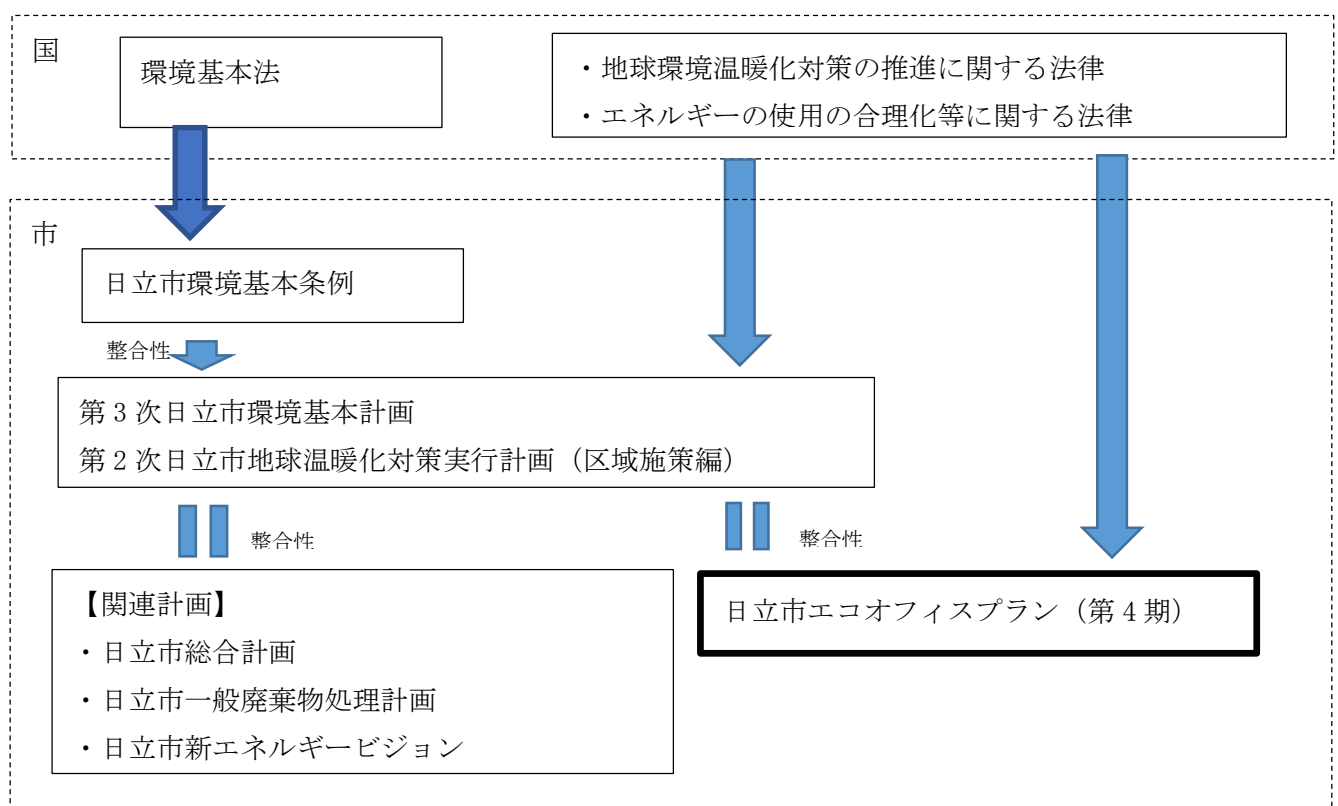 国
環境基本法
・地球環境温暖化対策の推進に関する法律
・エネルギーの使用の合理化等に関する法律
市
日立市環境基本条例
整合性
第3次日立市環境基本計画
第2次日立市地球温暖化対策実行計画（区域施策編）
整合性
整合性
【関連計画】
・日立市総合計画
・日立市一般廃棄物処理計画
・日立市新エネルギービジョン
日立市エコオフィスプラン（第4期）